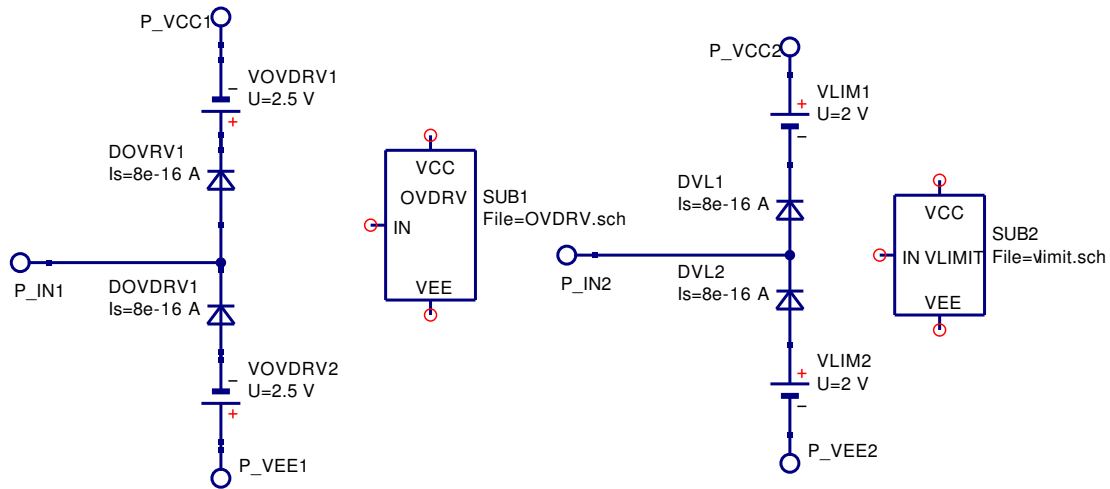 P_VCC1
VOVDRV1
U=2.5 V
–
+
DOVRV1
Is=8e-16 A
P_IN1
DOVDRV1
Is=8e-16 A
VOVDRV2
U=2.5 V
–
+
P_VEE1
VCC
OVDRV
IN
VEE
SUB1
File=OVDRV.sch
P_VCC2
VLIM1
U=2 V
+
–
DVL1
Is=8e-16 A
P_IN2
DVL2
Is=8e-16 A
VLIM2
U=2 V
+
–
P_VEE2
VCC
IN VLIMIT
VEE
SUB2
File=vlimit.sch